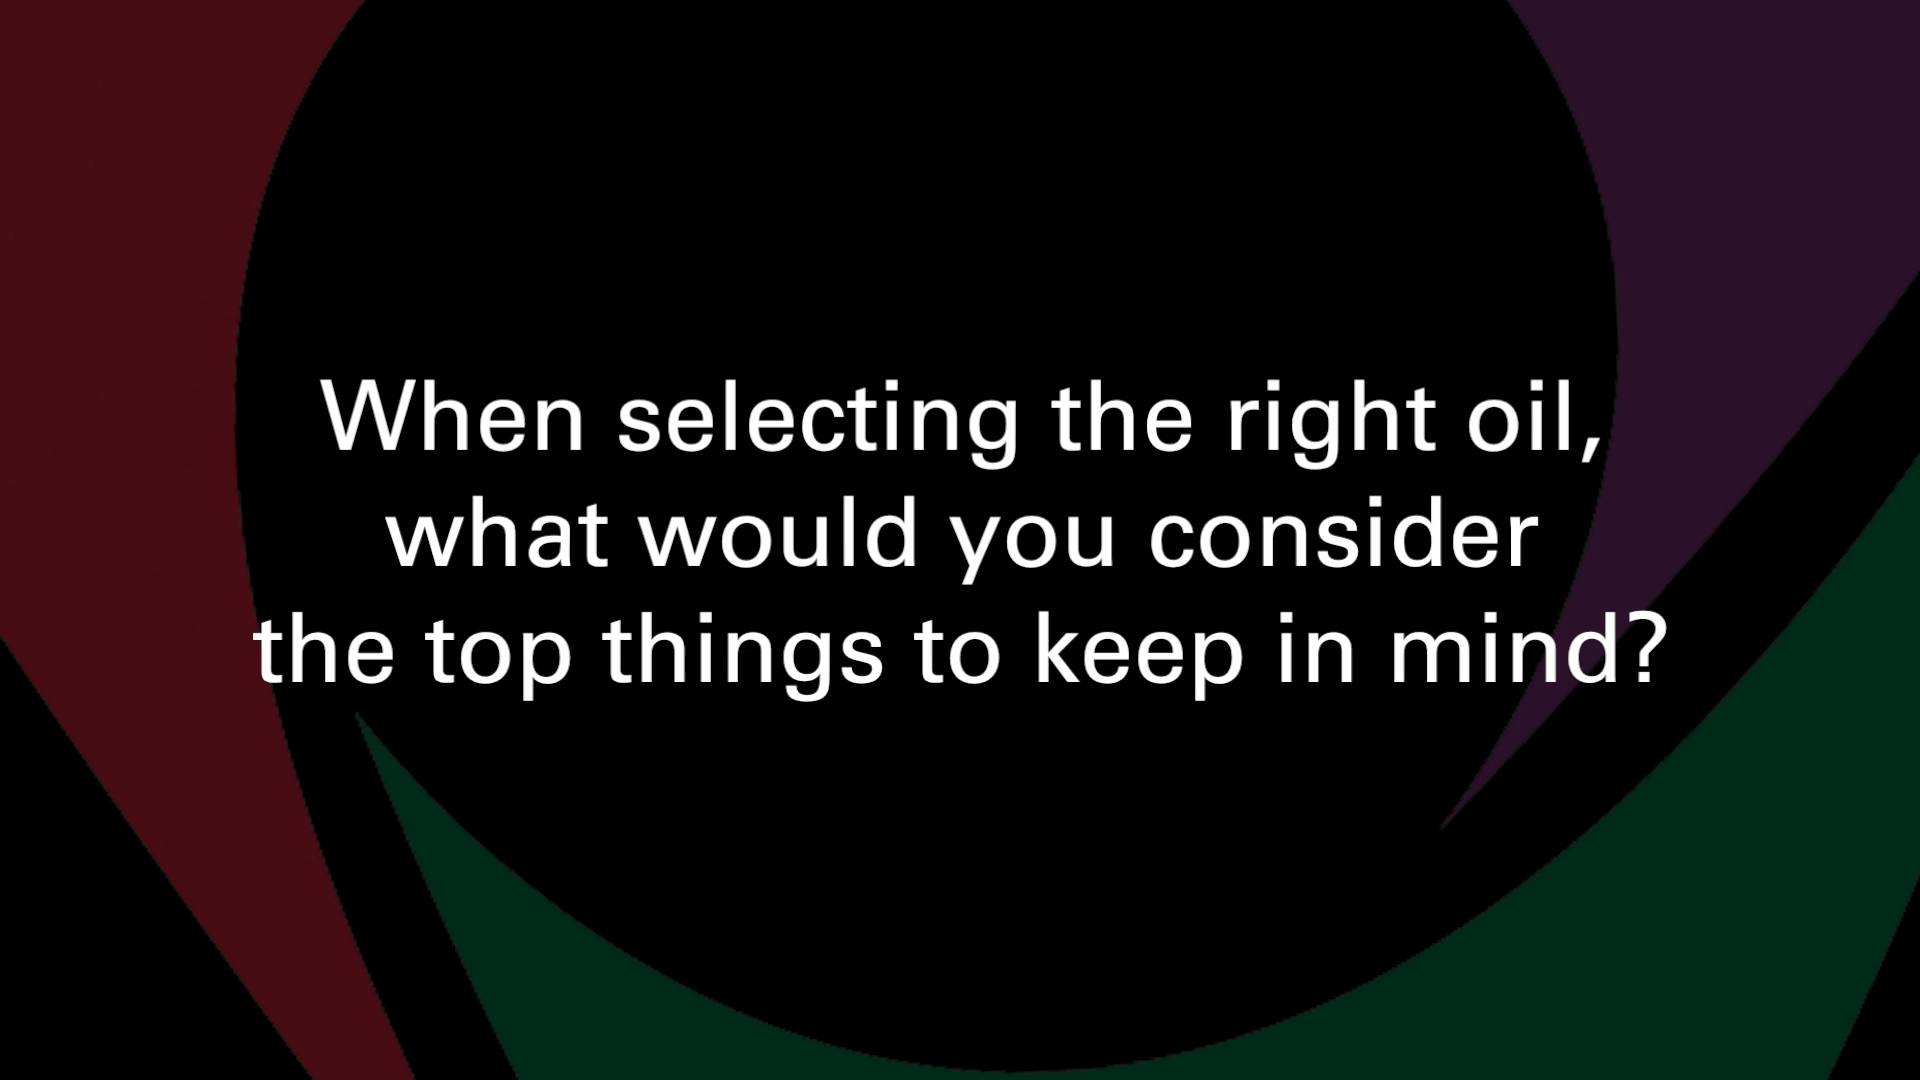 When selecting the right oil,
what would you consider
the top things to keep in mind?